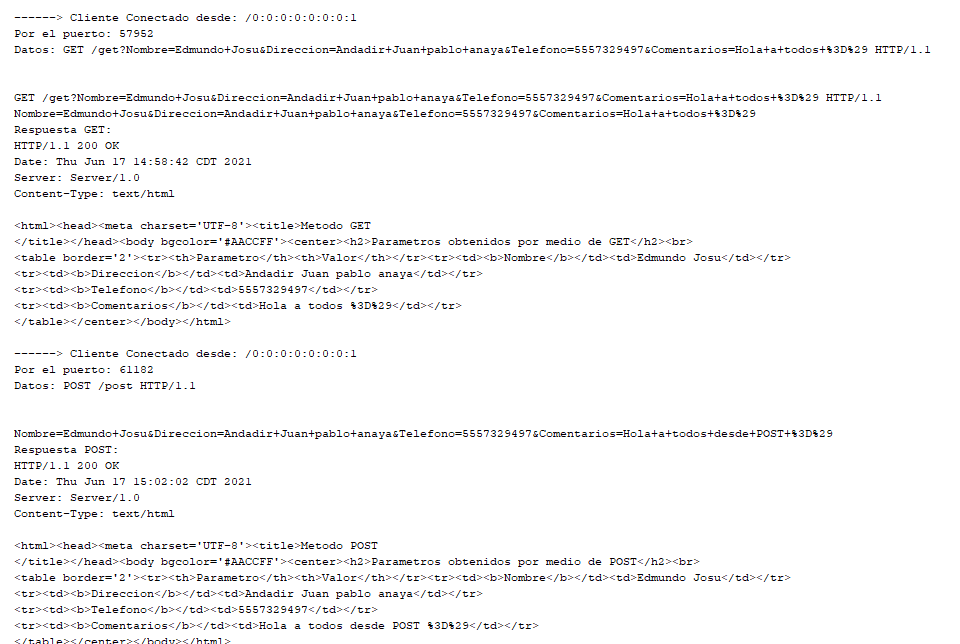 ------> Cliente Conectado desde: /0:0:0:0:0:0:0:1
Por el puerto: 57952
Datos: GET /get?Nombre=Edmundo+Josu&Direccion=Andadir+Juan+pablo+anaya&Telefono=5557329497&Comentarios=Hola+a+todos+%3D%29 HTTP/1.1
GET /get?Nombre=Edmundo+Josu&Direccion=Andadir+Juan+pablo+anaya&Telefono=5557329497&Comentarios=Hola+a+todos+%3D%29 HTTP/1.1
Nombre=Edmundo+Josu&Direccion=Andadir+Juan+pablo+anaya&Telefono=5557329497&Comentarios=Hola+a+todos+%3D%29
Respuesta GET:
HTTP/1.1 200 OK
Date: Thu Jun 17 14:58:42 CDT 2021
Server: Server/1.0
Content-Type: text/html
<html><head><meta charset='UTF-8'><title>Metodo GET
</title></head><body bgcolor='#AACCFF'><center><h2>Parametros obtenidos por medio de GET</h2><br>
<table border='2'><tr><th>Parametro</th><th>Valor</th></tr><tr><td><b>Nombre</b></td><td>Edmundo Josu</td></tr>
<tr><td><b>Direccion</b></td><td>Andadir Juan pablo anaya</td></tr>
<tr><td><b>Telefono</b></td><td>5557329497</td></tr>
<tr><td><b>Comentarios</b></td><td>Hola a todos %3D%29</td></tr>
</table></center></body></html>
------> Cliente Conectado desde: /0:0:0:0:0:0:0:1
Por el puerto: 61182
Datos: POST /post HTTP/1.1
Nombre=Edmundo+Josu&Direccion=Andadir+Juan+pablo+anaya&Telefono=5557329497&Comentarios=Hola+a+todos+desde+POST+%3D%29
Respuesta POST:
HTTP/1.1 200 OK
Date: Thu Jun 17 15:02:02 CDT 2021
Server: Server/1.0
Content-Type: text/html
<html><head><meta charset='UTF-8'><title>Metodo POST
</title></head><body bgcolor='#AACCFF'><center><h2>Parametros obtenidos por medio de POST</h2><br>
<table border='2'><tr><th>Parametro</th><th>Valor</th></tr><tr><td><b>Nombre</b></td><td>Edmundo Josu</td></tr>
<tr><td><b>Direccion</b></td><td>Andadir Juan pablo anaya</td></tr>
<tr><td><b>Telefono</b></td><td>5557329497</td></tr>
<tr><td><b>Comentarios</b></td><td>Hola a todos desde POST %3D%29</td></tr>
</table></center></body></html>